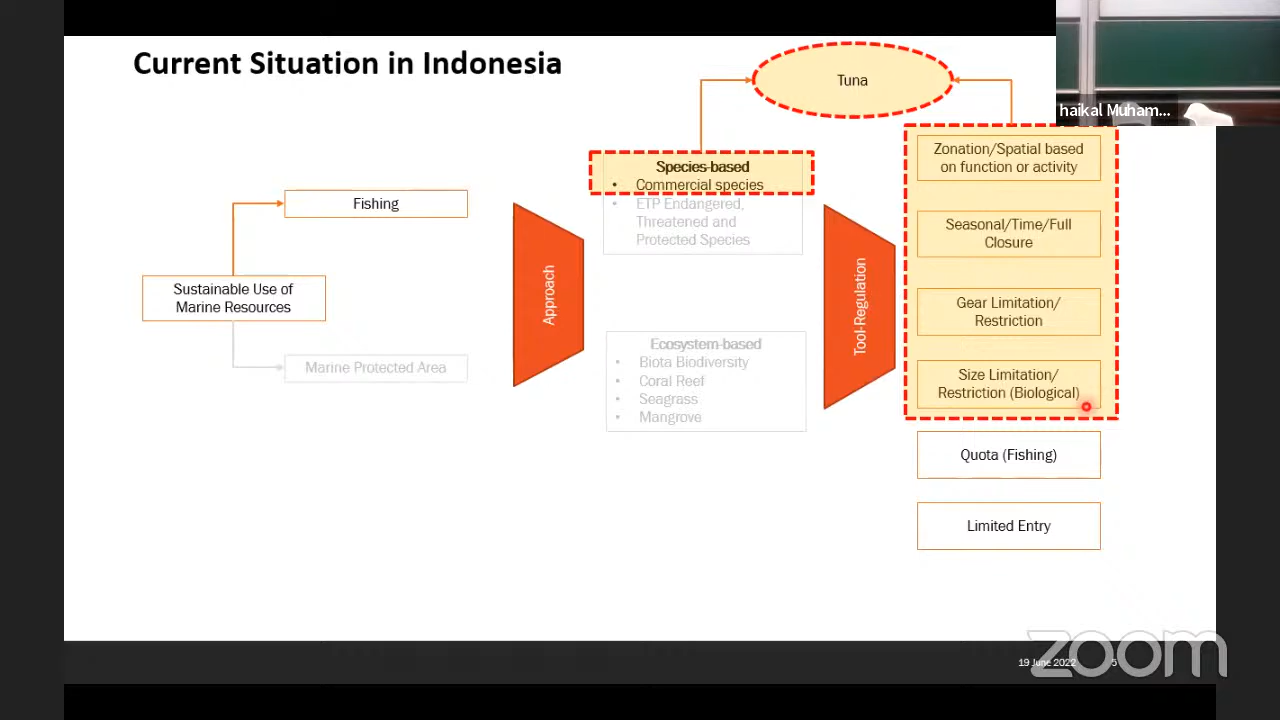 Current Situation in Indonesia
Tuna
haikal Muham...
Species-based
• Commercial species
• ETP Endangered,
Threatened and
Protected Species
Zonation/Spatial based
on function or activity
Fishing
Seasonal/Time/Full
Closure
Sustainable Use of
Marine Resources
Approach
Tool-Regulation
Gear Limitation/
Restriction
Marine Protected Area
Ecosystem-based
• Biota Biodiversity
• Coral Reef
• Seagrass
• Mangrove
Size Limitation/
Restriction (Biological)
Quota (Fishing)
Limited Entry
19 June 2022
5
zoom